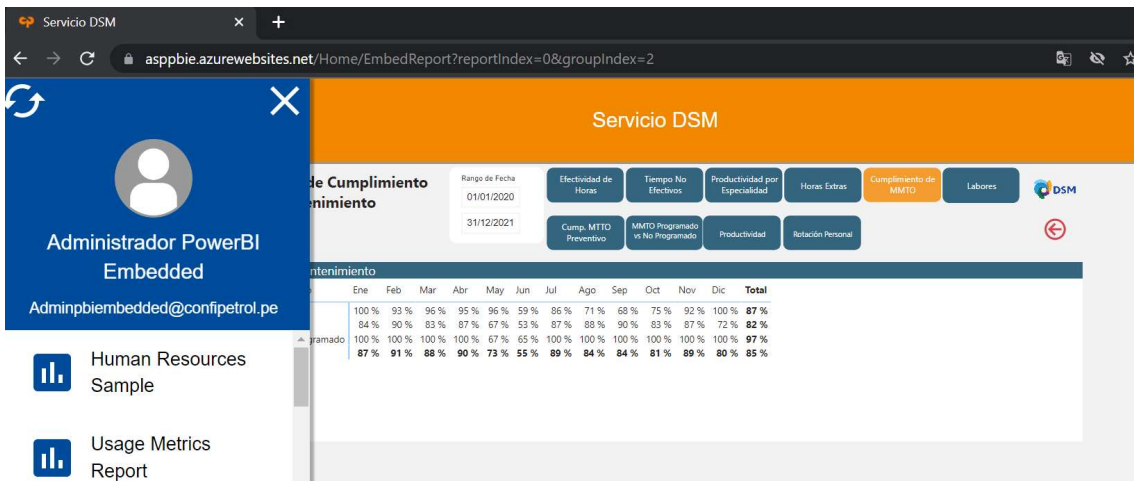 Servicio DSM
asppbie.azurewebsites.net/Home/EmbedReport?reportIndex=0&groupIndex=2
Servicio DSM
Administrador PowerBI
Embedded
Adminpbiembedded@confipetrol.pe
Human Resources
Sample
Usage Metrics
Report
de Cumplimiento
enimiento
Rango de Fecha
01/01/2020
31/12/2021
Efectividad de
Horas
Tiempo No
Efectivos
Productividad por
Especialidad
Horas Extras
Cumplimiento de
MMTO
Labores
DSM
Cump. MTTO
Preventivo
MMTO Programado
vs No Programado
Productividad
Rotación Personal
ntenimiento
Ene Feb Mar Abr May Jun Jul Ago Sep Oct Nov Dic Total
100 % 93 % 96 % 95 % 96 % 59 % 86 % 71 % 68 % 75 % 92 % 100 % 87 %
84 % 90 % 83 % 87 % 67 % 53 % 87 % 88 % 90 % 83 % 87 % 72 % 82 %
gramado 100 % 100 % 100 % 100 % 67 % 65 % 100 % 100 % 100 % 100 % 100 % 100 % 97 %
87 % 91 % 88 % 90 % 73 % 55 % 89 % 84 % 84 % 81 % 89 % 80 % 85 %